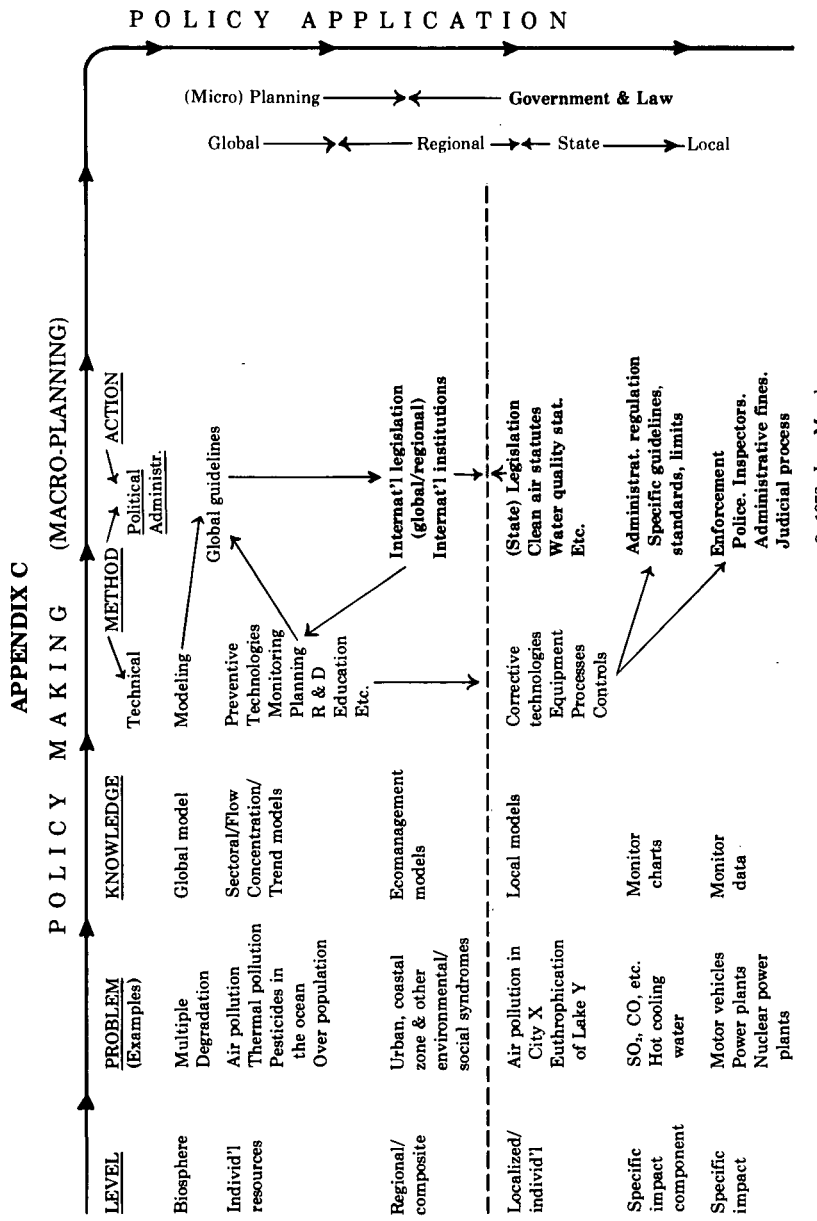 APPENDIX C
POLICY MAKING (MACRO-PLANNING)
POLICY APPLICATION
LEVEL
PROBLEM
(Examples)
KNOWLEDGE
METHOD
ACTION
Technical
Political
Administr.
(Micro) Planning
Government & Law
Global
Regional
State
Local
Biosphere
Multiple
Degradation
Global model
Modeling
Global guidelines
Individ'l
resources
Air pollution
Thermal pollution
Pesticides in
the ocean
Over population
Sectoral/Flow
Concentration/
Trend models
Preventive
Technologies
Monitoring
Planning
R & D
Education
Etc.
Regional/
composite
Urban, coastal
zone & other
environmental/
social syndromes
Ecomanagement
models
Internat'l legislation
(global/regional)
Internat'l institutions
Localized/
individ'l
Air pollution in
City X
Euthrophication
of Lake Y
Local models
Corrective
technologies
Equipment
Processes
Controls
(State) Legislation
Clean air statutes
Water quality stat.
Etc.
Specific
impact
component
SO₂, CO, etc.
Hot cooling
water
Monitor
charts
Administrat. regulation
Specific guidelines,
standards, limits
Specific
impact
Motor vehicles
Power plants
Nuclear power
plants
Monitor
data
Enforcement
Police. Inspectors.
Administrative fines.
Judicial process